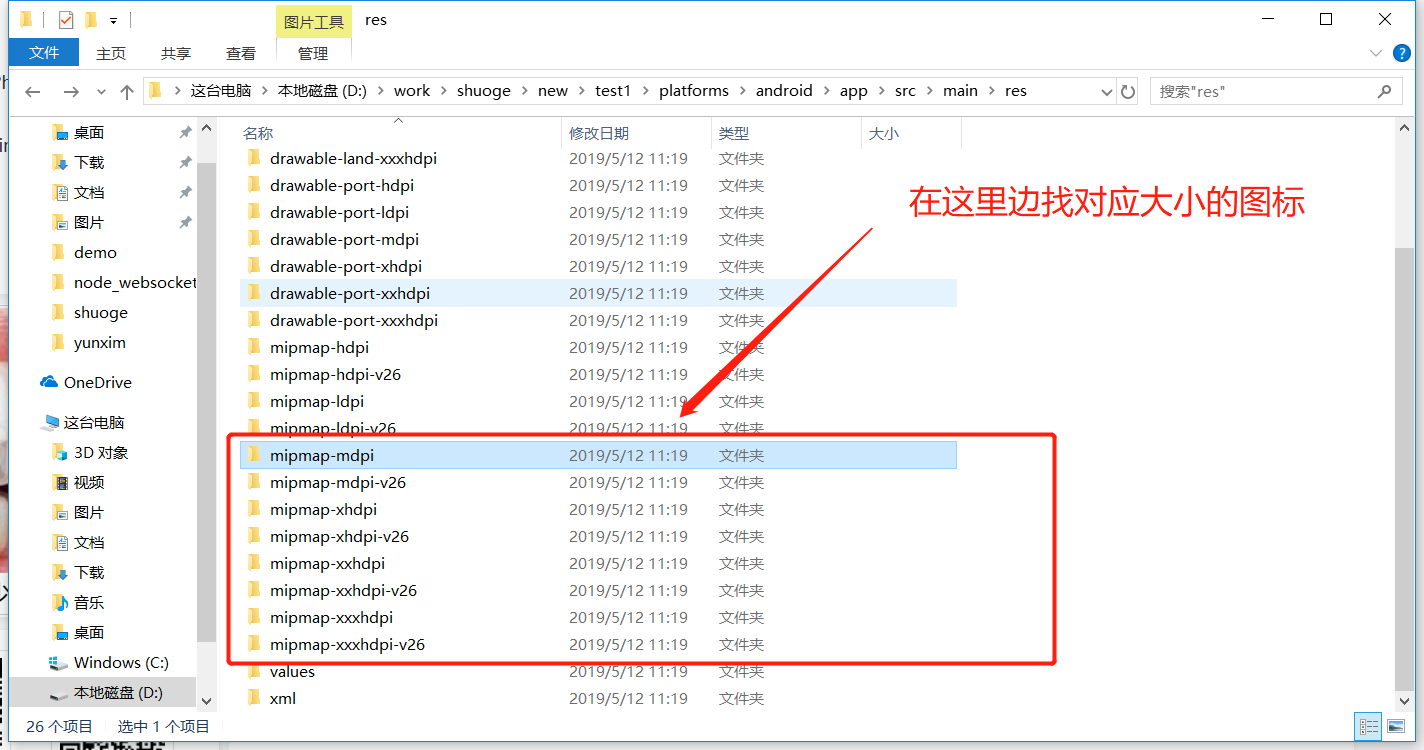 图片工具 res
文件 主页 共享 查看 管理
这台电脑 本地磁盘 (D:) work shuoge new test1 platforms android app src main res 搜索"res"
桌面
下载
文档
图片
demo
node_websocket
shuoge
yunxim
OneDrive
这台电脑
3D 对象
视频
图片
文档
下载
音乐
桌面
Windows (C:)
本地磁盘 (D:)
名称 修改日期 类型 大小
drawable-land-xxxhdpi 2019/5/12 11:19 文件夹
drawable-port-hdpi 2019/5/12 11:19 文件夹
drawable-port-ldpi 2019/5/12 11:19 文件夹
drawable-port-mdpi 2019/5/12 11:19 文件夹
drawable-port-xhdpi 2019/5/12 11:19 文件夹
drawable-port-xxhdpi 2019/5/12 11:19 文件夹
drawable-port-xxxhdpi 2019/5/12 11:19 文件夹
mipmap-hdpi 2019/5/12 11:19 文件夹
mipmap-hdpi-v26 2019/5/12 11:19 文件夹
mipmap-ldpi 2019/5/12 11:19 文件夹
mipmap-ldpi-v26 2019/5/12 11:19 文件夹
mipmap-mdpi 2019/5/12 11:19 文件夹
mipmap-mdpi-v26 2019/5/12 11:19 文件夹
mipmap-xhdpi 2019/5/12 11:19 文件夹
mipmap-xhdpi-v26 2019/5/12 11:19 文件夹
mipmap-xxhdpi 2019/5/12 11:19 文件夹
mipmap-xxhdpi-v26 2019/5/12 11:19 文件夹
mipmap-xxxhdpi 2019/5/12 11:19 文件夹
mipmap-xxxhdpi-v26 2019/5/12 11:19 文件夹
values 2019/5/12 11:19 文件夹
xml 2019/5/12 11:19 文件夹
在这里边找对应大小的图标
26 个项目 选中 1 个项目